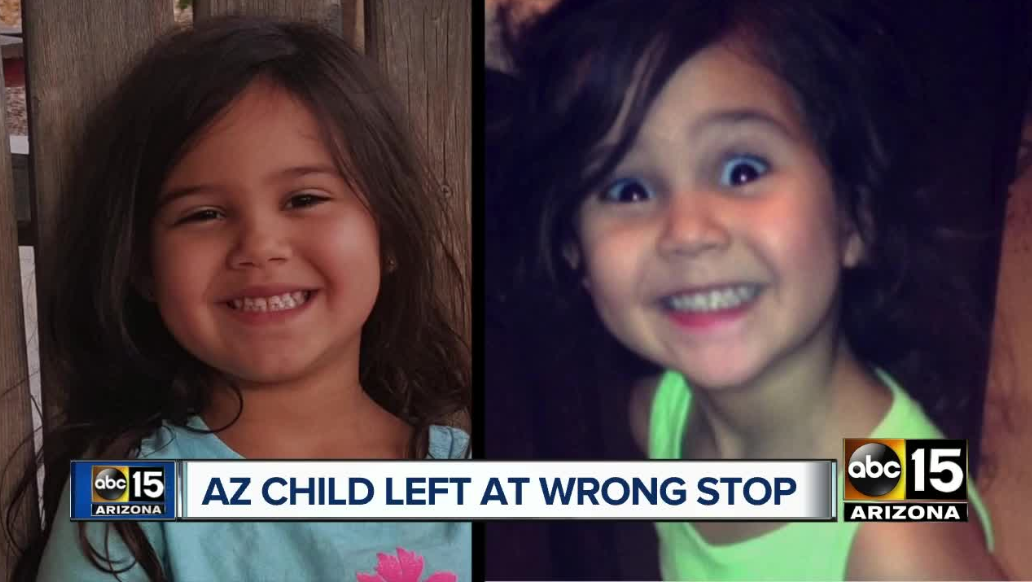 abc 15
ARIZONA
AZ CHILD LEFT AT WRONG STOP
abc 15
ARIZONA